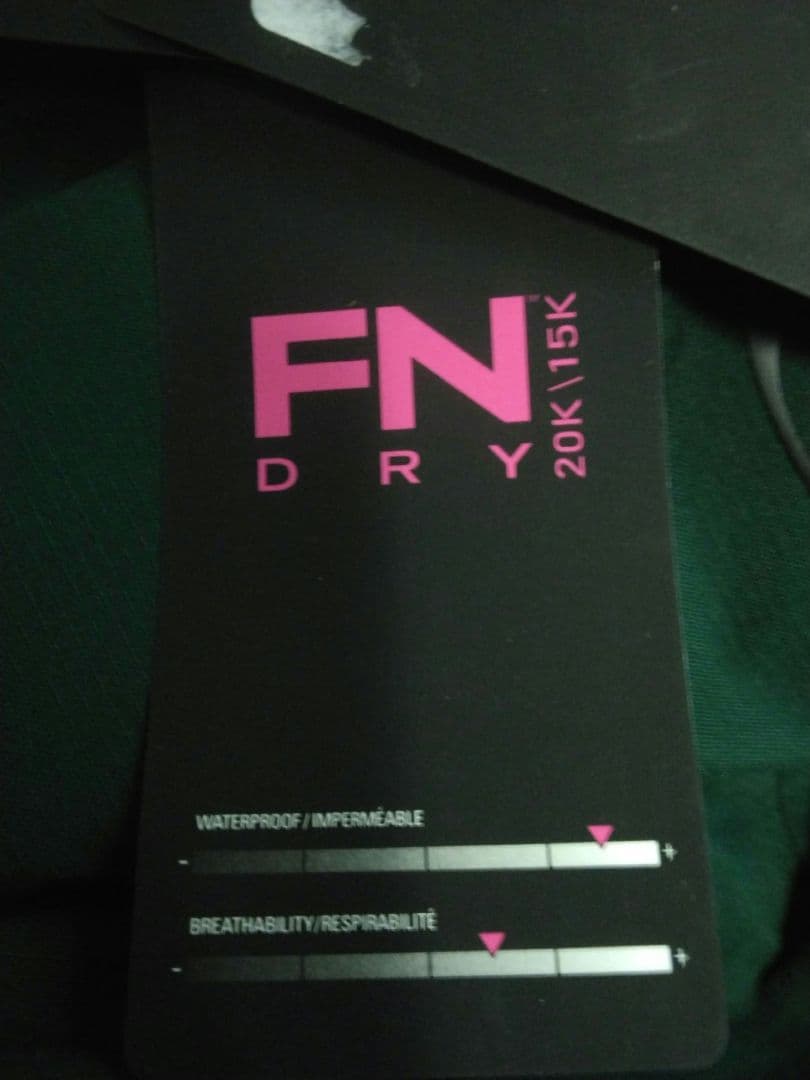 FN™
DRY
20K\15K
WATERPROOF/IMPERMÉABLE
- +
BREATHABILITY/RESPIRABILITÉ
- +